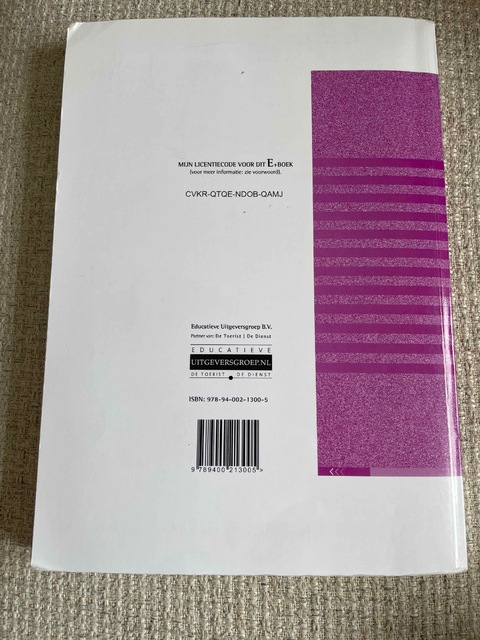 MIJN LICENTIECODE VOOR DIT E+BOEK
(voor meer informatie: zie voorwoord).
CVKR-QTQE-NDOB-QAMJ
Educatieve Uitgeversgroep B.V.
Partner van: De Toerist | De Dienst
EDUCATIEVE
UITGEVERSGROEP.NL
DE TOERIST DE DIENST
ISBN: 978-94-002-1300-5
9 789400 213005 >